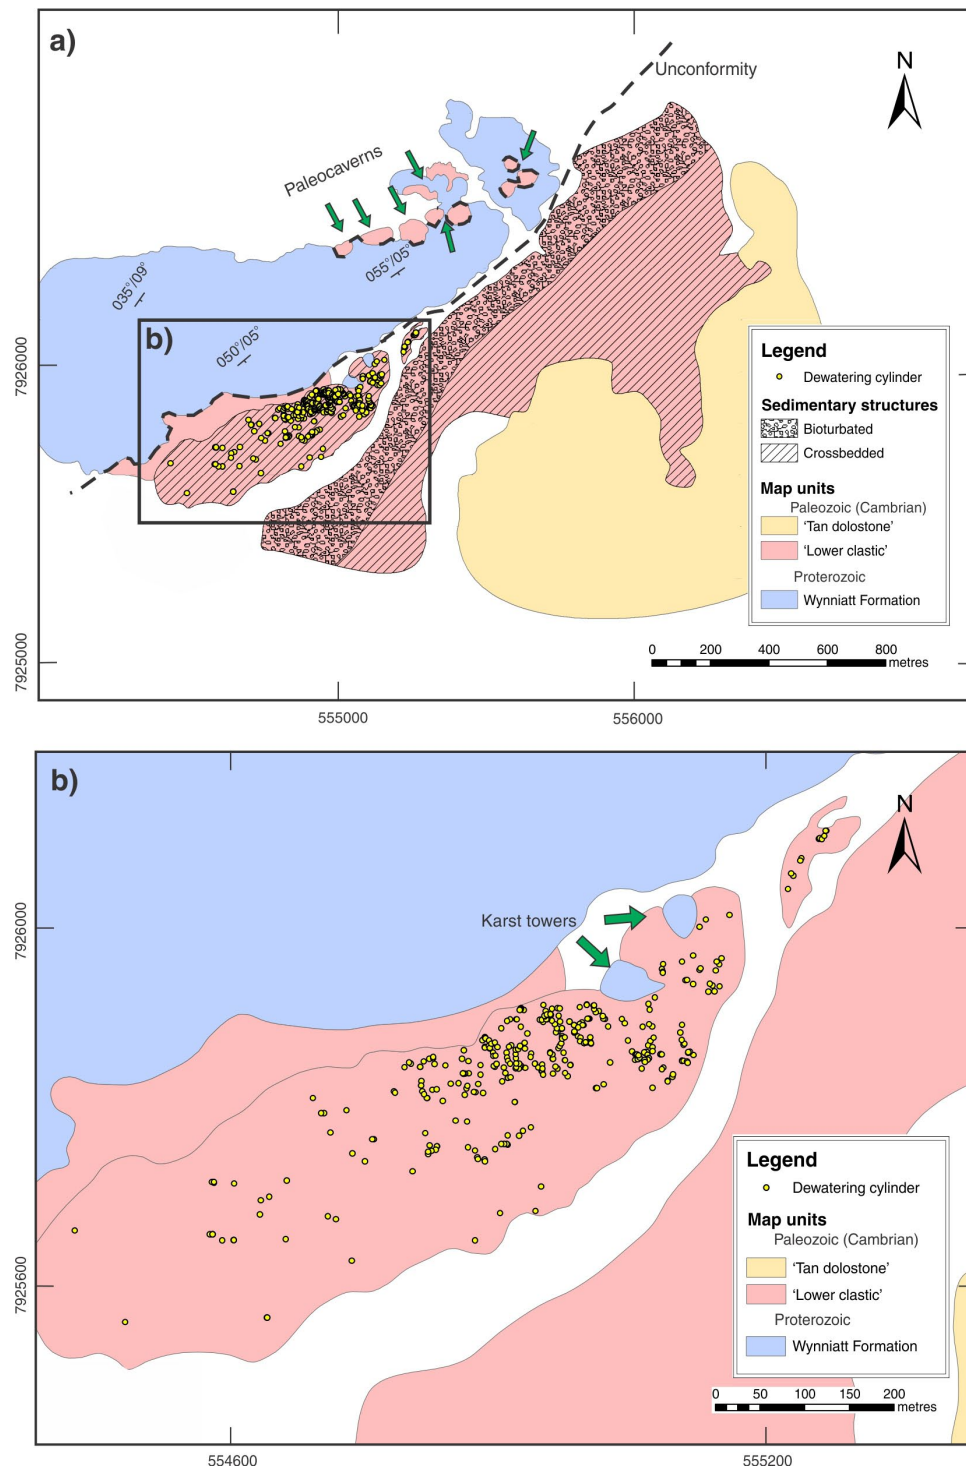 a)
N
Unconformity
Paleocaverns
055°/05°
035°/09°
050°/05°
b)
7926000
7925000
Legend
Dewatering cylinder
Sedimentary structures
Bioturbated
Crossbedded
Map units
Paleozoic (Cambrian)
'Tan dolostone'
'Lower clastic'
Proterozoic
Wynniatt Formation
0 200 400 600 800
metres
555000 556000
b)
N
Karst towers
7926000
7925600
Legend
Dewatering cylinder
Map units
Paleozoic (Cambrian)
'Tan dolostone'
'Lower clastic'
Proterozoic
Wynniatt Formation
0 50 100 150 200
metres
554600 555200